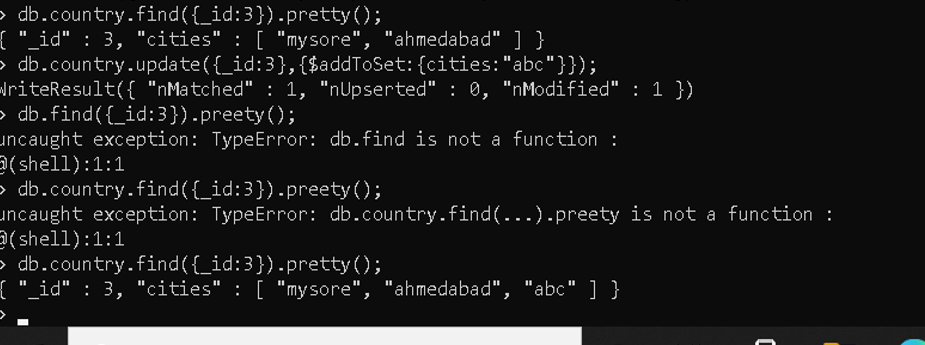 > db.country.find({_id:3}).pretty();
{ "_id" : 3, "cities" : [ "mysore", "ahmedabad" ] }
> db.country.update({_id:3},{$addToSet:{cities:"abc"}});
WriteResult({ "nMatched" : 1, "nUpserted" : 0, "nModified" : 1 })
> db.find({_id:3}).preety();
uncaught exception: TypeError: db.find is not a function :
@(shell):1:1
> db.country.find({_id:3}).preety();
uncaught exception: TypeError: db.country.find(...).preety is not a function :
@(shell):1:1
> db.country.find({_id:3}).pretty();
{ "_id" : 3, "cities" : [ "mysore", "ahmedabad", "abc" ] }
>